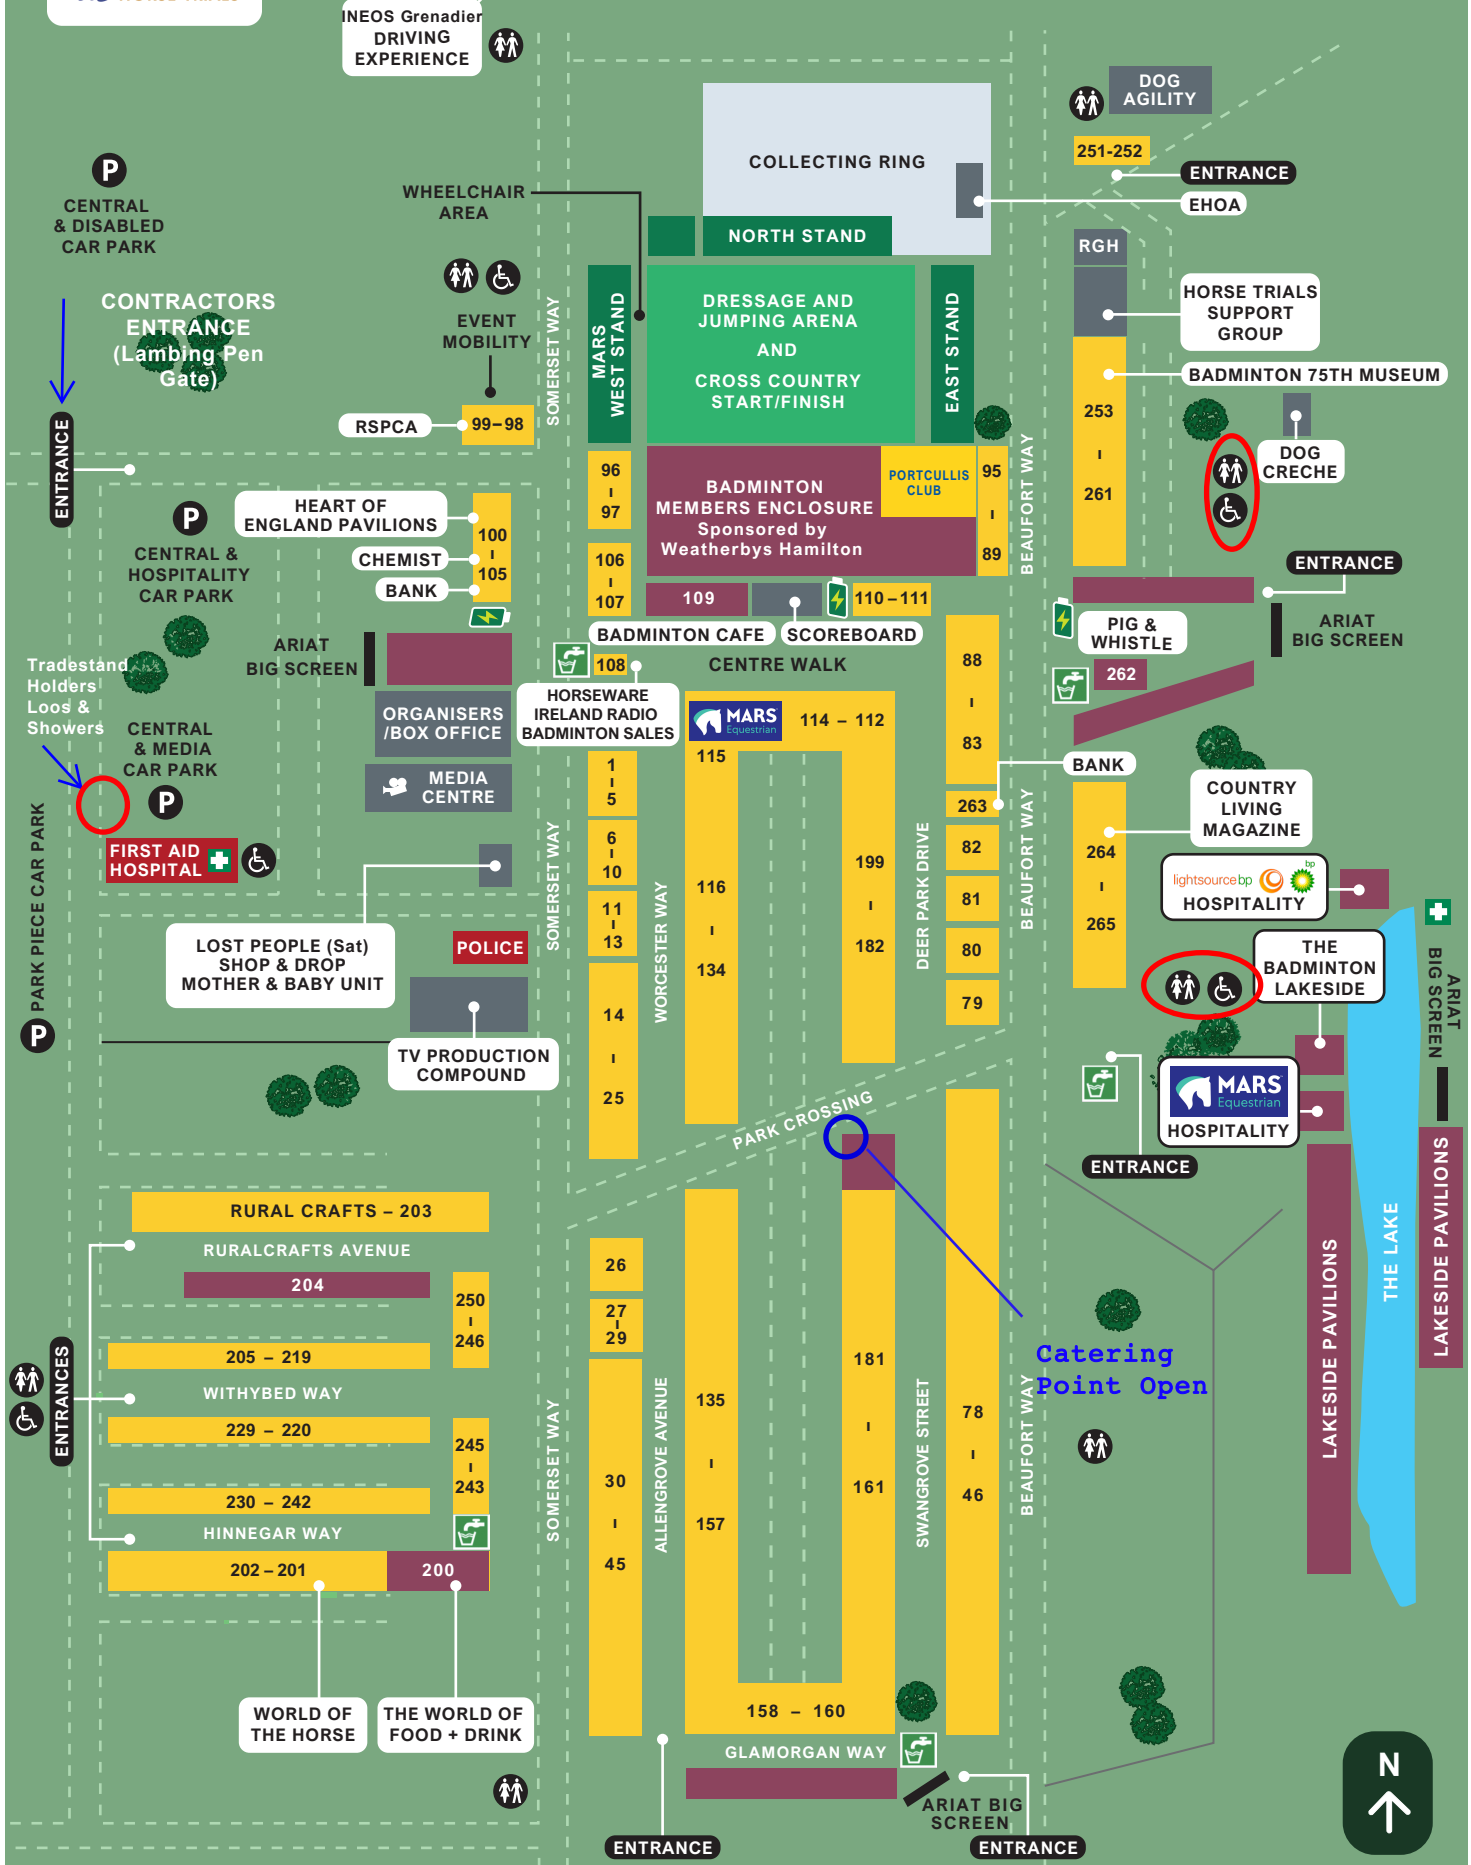 INEOS Grenadier
DRIVING
EXPERIENCE
DOG
AGILITY
251-252
ENTRANCE
EHOA
COLLECTING RING
P
CENTRAL
& DISABLED
CAR PARK
WHEELCHAIR
AREA
NORTH STAND
RGH
CONTRACTORS
ENTRANCE
(Lambing Pen
Gate)
EVENT
MOBILITY
SOMERSET WAY
MARS
WEST STAND
DRESSAGE AND
JUMPING ARENA
AND
CROSS COUNTRY
START/FINISH
EAST STAND
HORSE TRIALS
SUPPORT
GROUP
BADMINTON 75TH MUSEUM
253
261
DOG
CRECHE
BEAUFORT WAY
ENTRANCE
RSPCA
99–98
96
97
BADMINTON
MEMBERS ENCLOSURE
Sponsored by
Weatherbys Hamilton
PORTCULLIS
CLUB
95
89
HEART OF
ENGLAND PAVILIONS
CHEMIST
BANK
100
105
P
CENTRAL &
HOSPITALITY
CAR PARK
106
107
109
110–111
BADMINTON CAFE
SCOREBOARD
ENTRANCE
PIG &
WHISTLE
262
ARIAT
BIG SCREEN
ARIAT
BIG SCREEN
108
CENTRE WALK
88
83
Tradestand
Holders
Loos &
Showers
ORGANISERS
/BOX OFFICE
HORSEWARE
IRELAND RADIO
BADMINTON SALES
MARS
Equestrian
114 – 112
115
CENTRAL
& MEDIA
CAR PARK
P
MEDIA
CENTRE
1
5
BANK
263
COUNTRY
LIVING
MAGAZINE
264
265
PARK PIECE CAR PARK
P
FIRST AID
HOSPITAL
SOMERSET WAY
6
10
11
13
14
25
WORCESTER WAY
116
134
199
182
DEER PARK DRIVE
82
81
80
79
BEAUFORT WAY
lightsource bp
bp
HOSPITALITY
LOST PEOPLE (Sat)
SHOP & DROP
MOTHER & BABY UNIT
POLICE
TV PRODUCTION
COMPOUND
THE
BADMINTON
LAKESIDE
ARIAT
BIG SCREEN
PARK CROSSING
MARS
Equestrian
HOSPITALITY
ENTRANCE
RURAL CRAFTS – 203
RURALCRAFTS AVENUE
204
250
246
205 – 219
WITHYBED WAY
229 – 220
245
243
230 – 242
HINNEGAR WAY
202–201
200
ENTRANCES
SOMERSET WAY
26
27
29
30
45
ALLENGROVE AVENUE
135
157
181
161
SWANGROVE STREET
78
46
BEAUFORT WAY
Catering
Point Open
LAKESIDE PAVILIONS
THE LAKE
LAKESIDE PAVILIONS
WORLD OF
THE HORSE
THE WORLD OF
FOOD + DRINK
158 – 160
GLAMORGAN WAY
ARIAT BIG
SCREEN
ENTRANCE
ENTRANCE
N